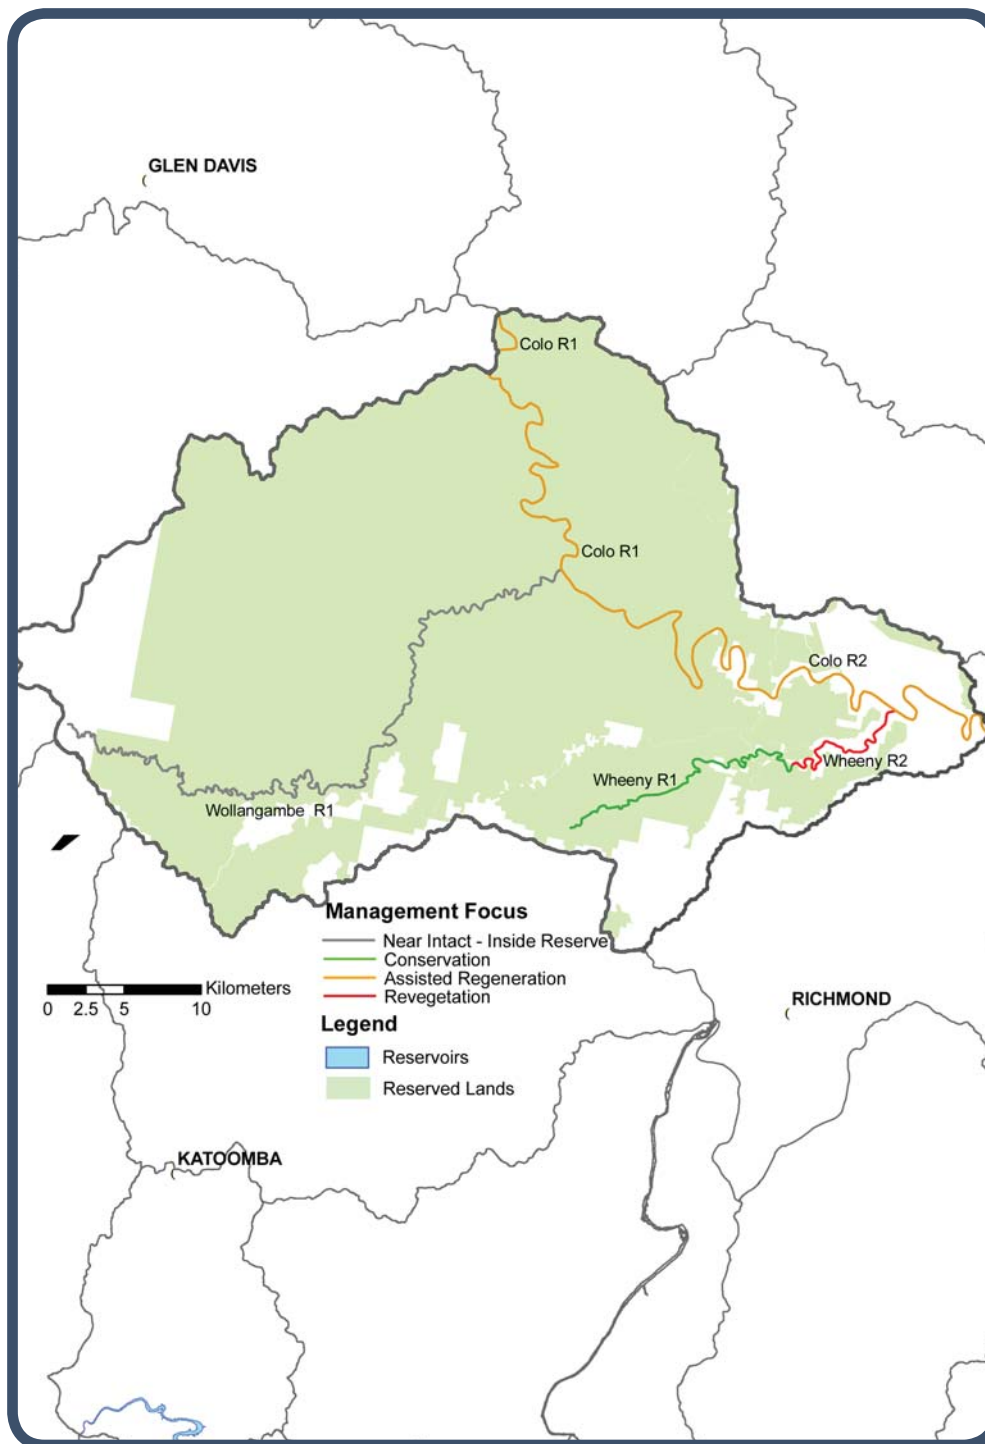 GLEN DAVIS
Colo R1
Colo R1
Colo R2
Wheeny R2
Wheeny R1
Wollangambe R1
Management Focus
Near Intact - Inside Reserve
Conservation
Assisted Regeneration
Revegetation
Kilometers
0 2.5 5 10
RICHMOND
Legend
Reservoirs
Reserved Lands
KATOOMBA